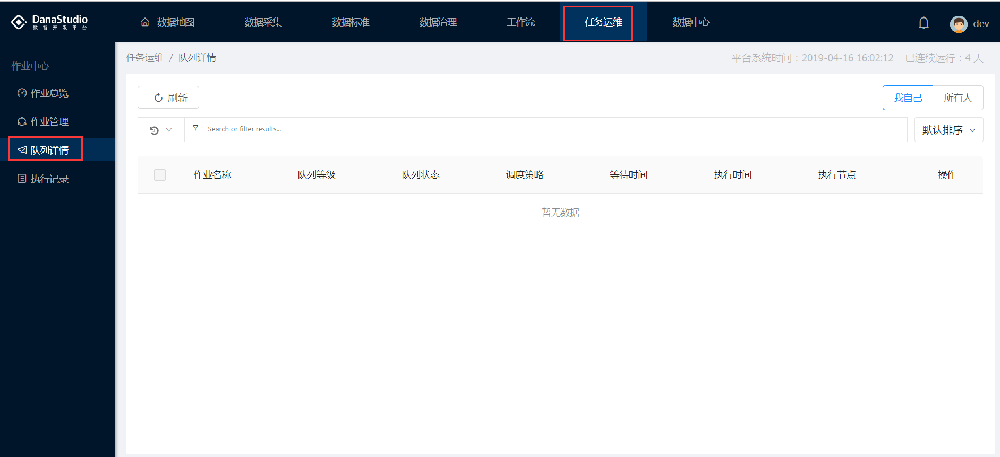 DanaStudio
数智开发平台
数据地图 数据采集 数据标准 数据治理 工作流 任务运维 数据中心 dev
任务运维 / 队列详情 平台系统时间：2019-04-16 16:02:12 已连续运行：4 天
作业中心
作业总览
作业管理
队列详情
执行记录
刷新 我自己 所有人
Search or filter results... 默认排序
作业名称 队列等级 队列状态 调度策略 等待时间 执行时间 执行节点 操作
暂无数据